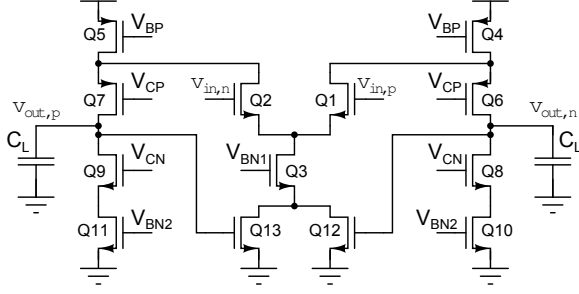 Q5 V_BP V_BP Q4
Q7 V_CP V_in,n Q2 Q1 V_in,p V_CP Q6
V_out,p V_out,n
C_L Q9 V_CN V_BN1 Q3 V_CN Q8 C_L
Q11 V_BN2 Q13 Q12 V_BN2 Q10